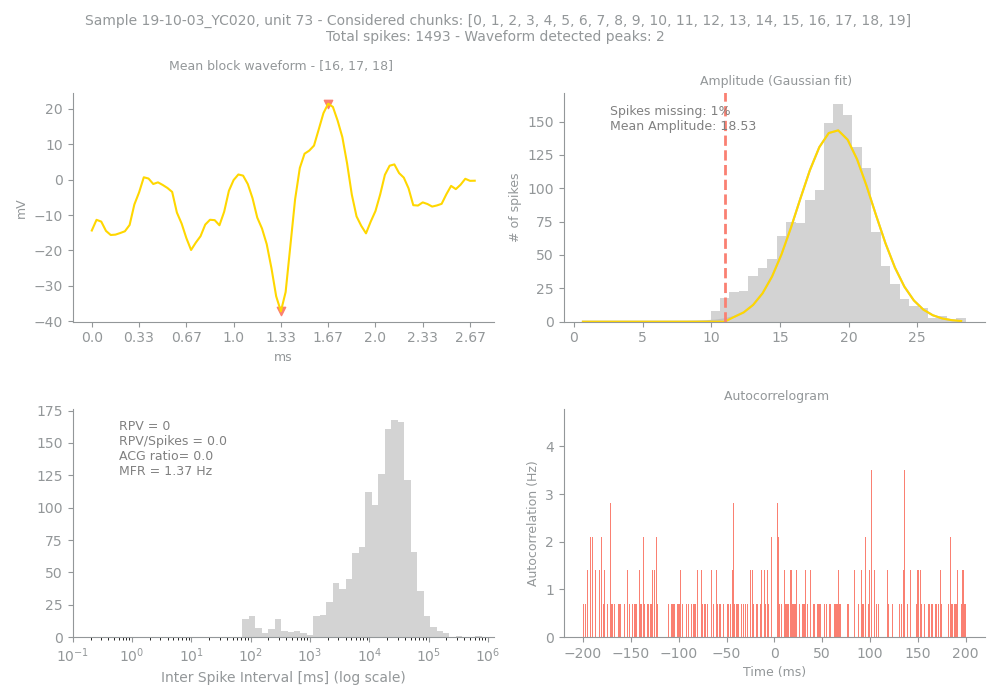 Sample 19-10-03_YC020, unit 73 - Considered chunks: [0, 1, 2, 3, 4, 5, 6, 7, 8, 9, 10, 11, 12, 13, 14, 15, 16, 17, 18, 19]
Total spikes: 1493 - Waveform detected peaks: 2
Mean block waveform - [16, 17, 18]
20
10
0
−10
−20
−30
−40
mV
0.0 0.33 0.67 1.0 1.33 1.67 2.0 2.33 2.67
ms
Amplitude (Gaussian fit)
Spikes missing: 1%
Mean Amplitude: 18.53
150
125
100
75
50
25
0
# of spikes
0 5 10 15 20 25
175
150
125
100
75
50
25
0
RPV = 0
RPV/Spikes = 0.0
ACG ratio= 0.0
MFR = 1.37 Hz
10⁻¹ 10⁰ 10¹ 10² 10³ 10⁴ 10⁵ 10⁶
Inter Spike Interval [ms] (log scale)
Autocorrelogram
4
3
2
1
0
Autocorrelation (Hz)
−200 −150 −100 −50 0 50 100 150 200
Time (ms)